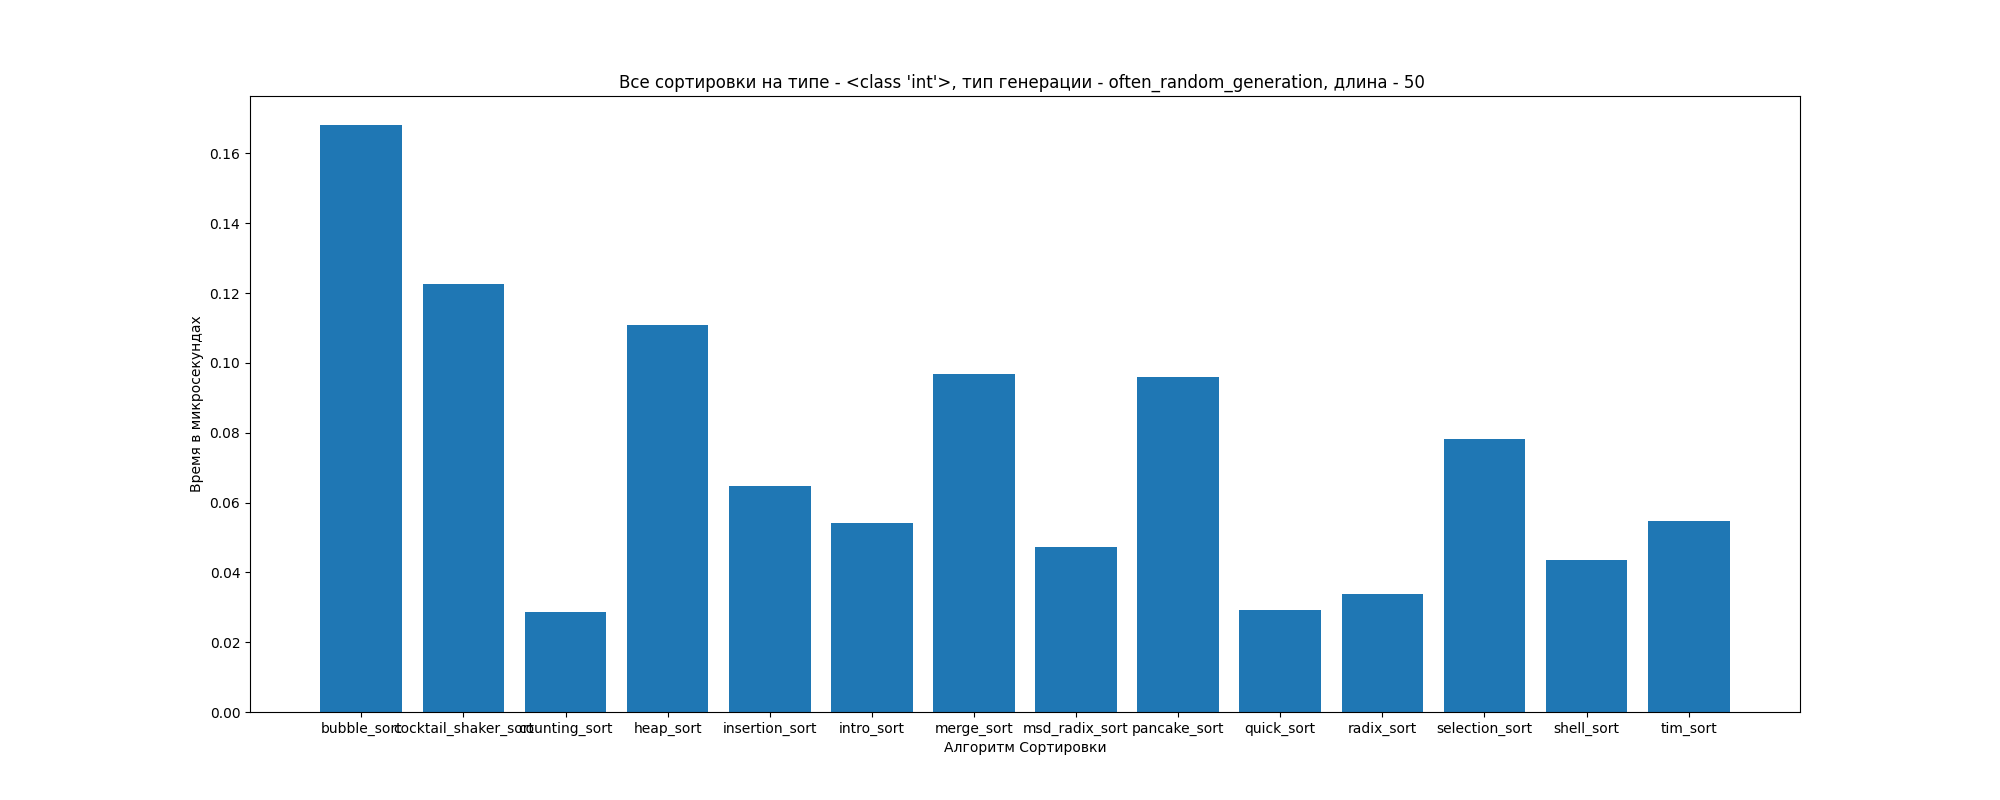 Все сортировки на типе - <class 'int'>, тип генерации - often_random_generation, длина - 50
Время в микросекундах
0.16
0.14
0.12
0.10
0.08
0.06
0.04
0.02
0.00
bubble_sort cocktail_shaker_sort counting_sort heap_sort insertion_sort intro_sort merge_sort msd_radix_sort pancake_sort quick_sort radix_sort selection_sort shell_sort tim_sort
Алгоритм Сортировки